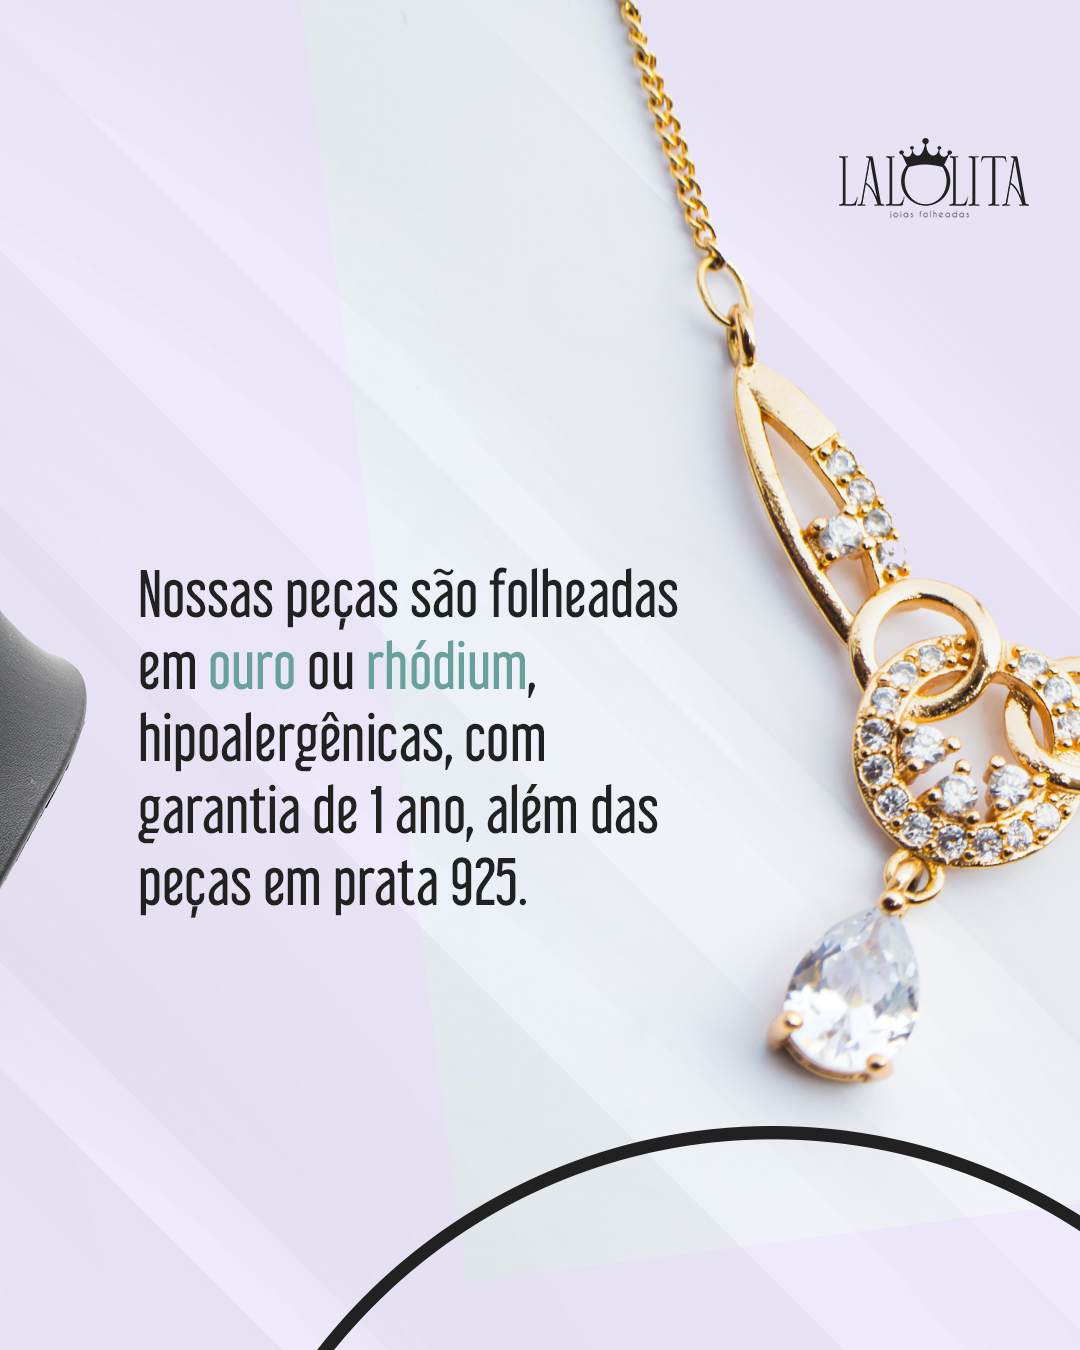 LALOLITA
joias folheadas
Nossas peças são folheadas
em ouro ou rhódium,
hipoalergênicas, com
garantia de 1 ano, além das
peças em prata 925.